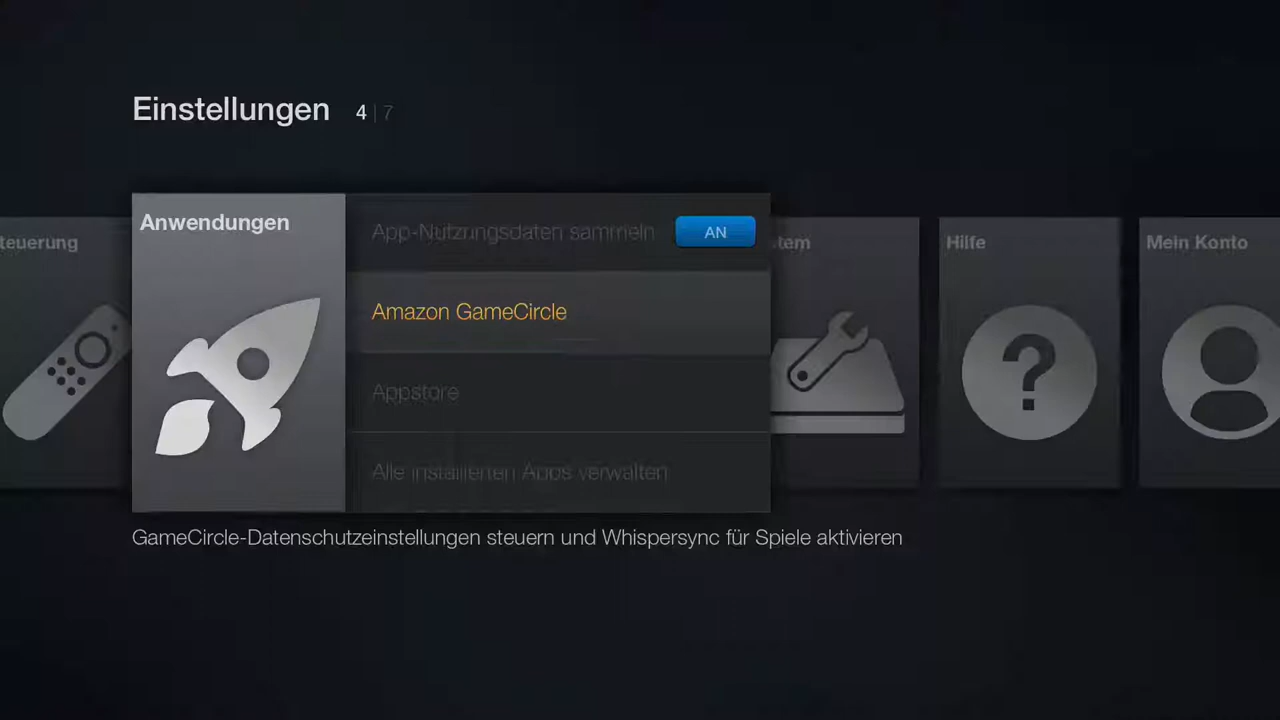 Einstellungen 4 | 7
teuerung
Anwendungen
App-Nutzungsdaten sammeln AN
Amazon GameCircle
Appstore
Alle installierten Apps verwalten
tem
Hilfe
Mein Konto
GameCircle-Datenschutzeinstellungen steuern und Whispersync für Spiele aktivieren